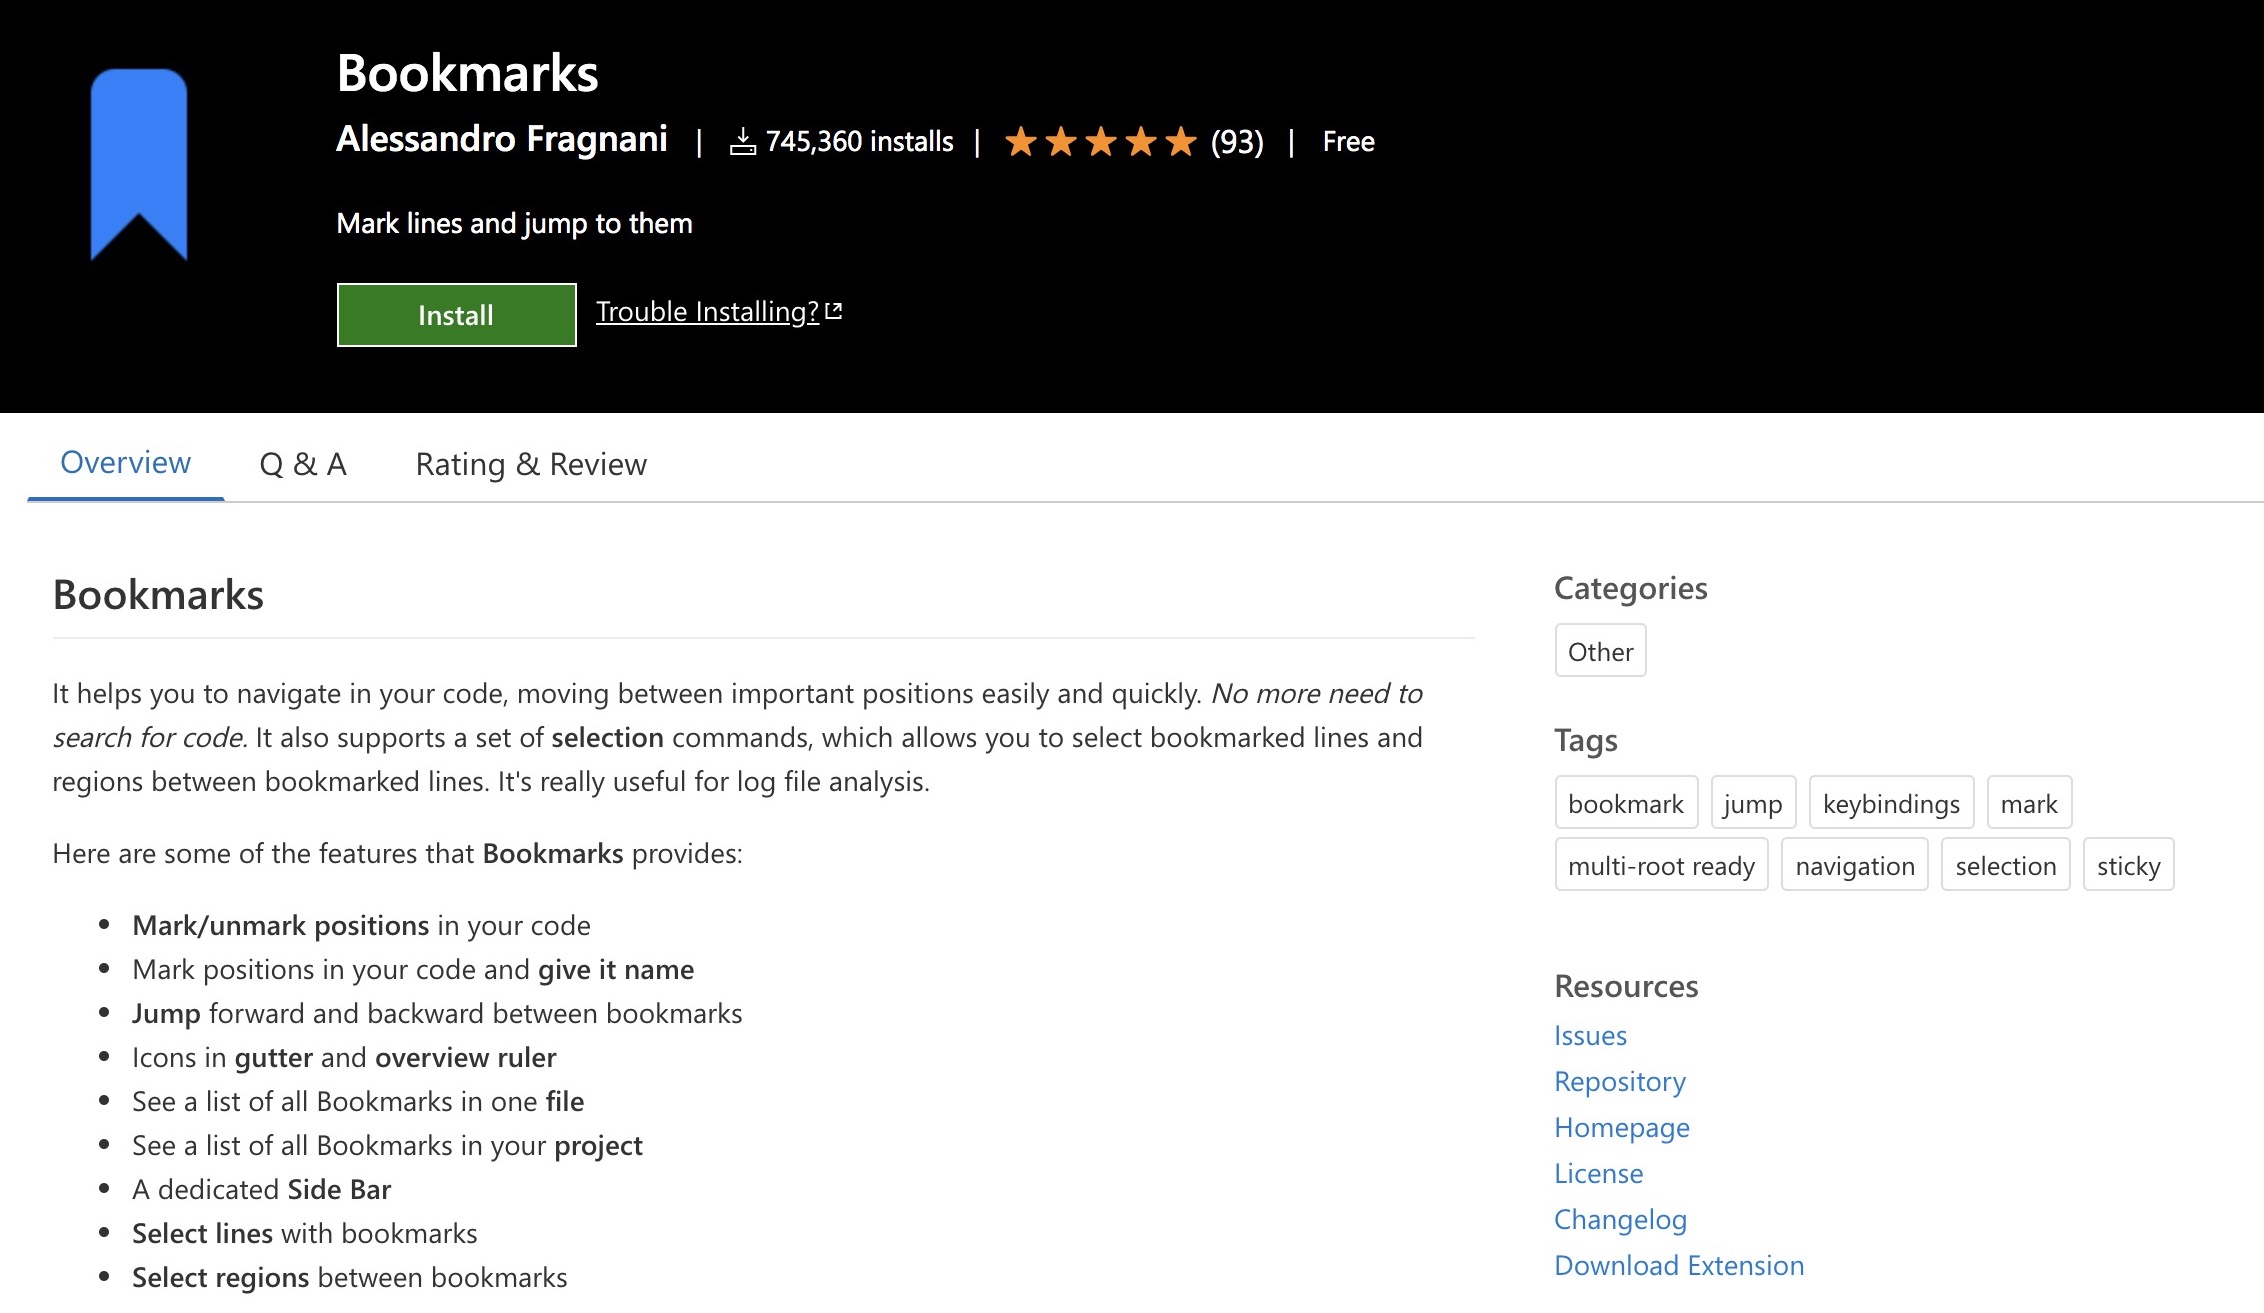 Bookmarks
Alessandro Fragnani | 745,360 installs | (93) | Free
Mark lines and jump to them
Install Trouble Installing?
Overview Q & A Rating & Review
Bookmarks
It helps you to navigate in your code, moving between important positions easily and quickly. No more need to
search for code. It also supports a set of selection commands, which allows you to select bookmarked lines and
regions between bookmarked lines. It's really useful for log file analysis.
Here are some of the features that Bookmarks provides:
Mark/unmark positions in your code
Mark positions in your code and give it name
Jump forward and backward between bookmarks
Icons in gutter and overview ruler
See a list of all Bookmarks in one file
See a list of all Bookmarks in your project
A dedicated Side Bar
Select lines with bookmarks
Select regions between bookmarks
Categories
Other
Tags
bookmark jump keybindings mark
multi-root ready navigation selection sticky
Resources
Issues
Repository
Homepage
License
Changelog
Download Extension